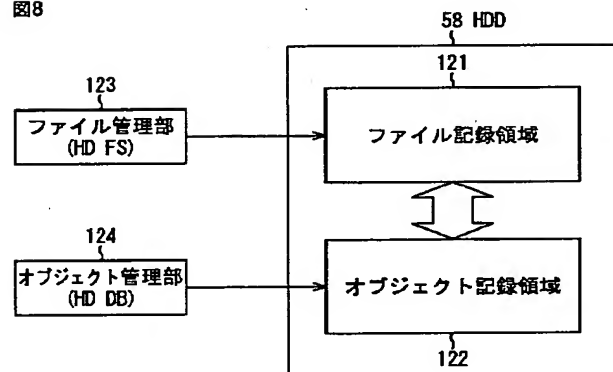 図8
58 HDD
123
ファイル管理部
(HD FS)
121
ファイル記録領域
124
オブジェクト管理部
(HD DB)
オブジェクト記録領域
122